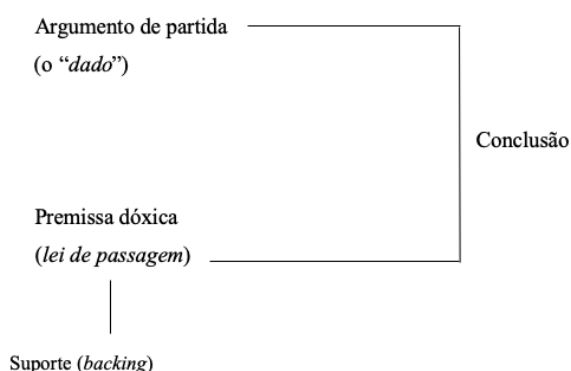 Argumento de partida
(o “dado”)
Conclusão
Premissa dóxica
(lei de passagem)
Suporte (backing)